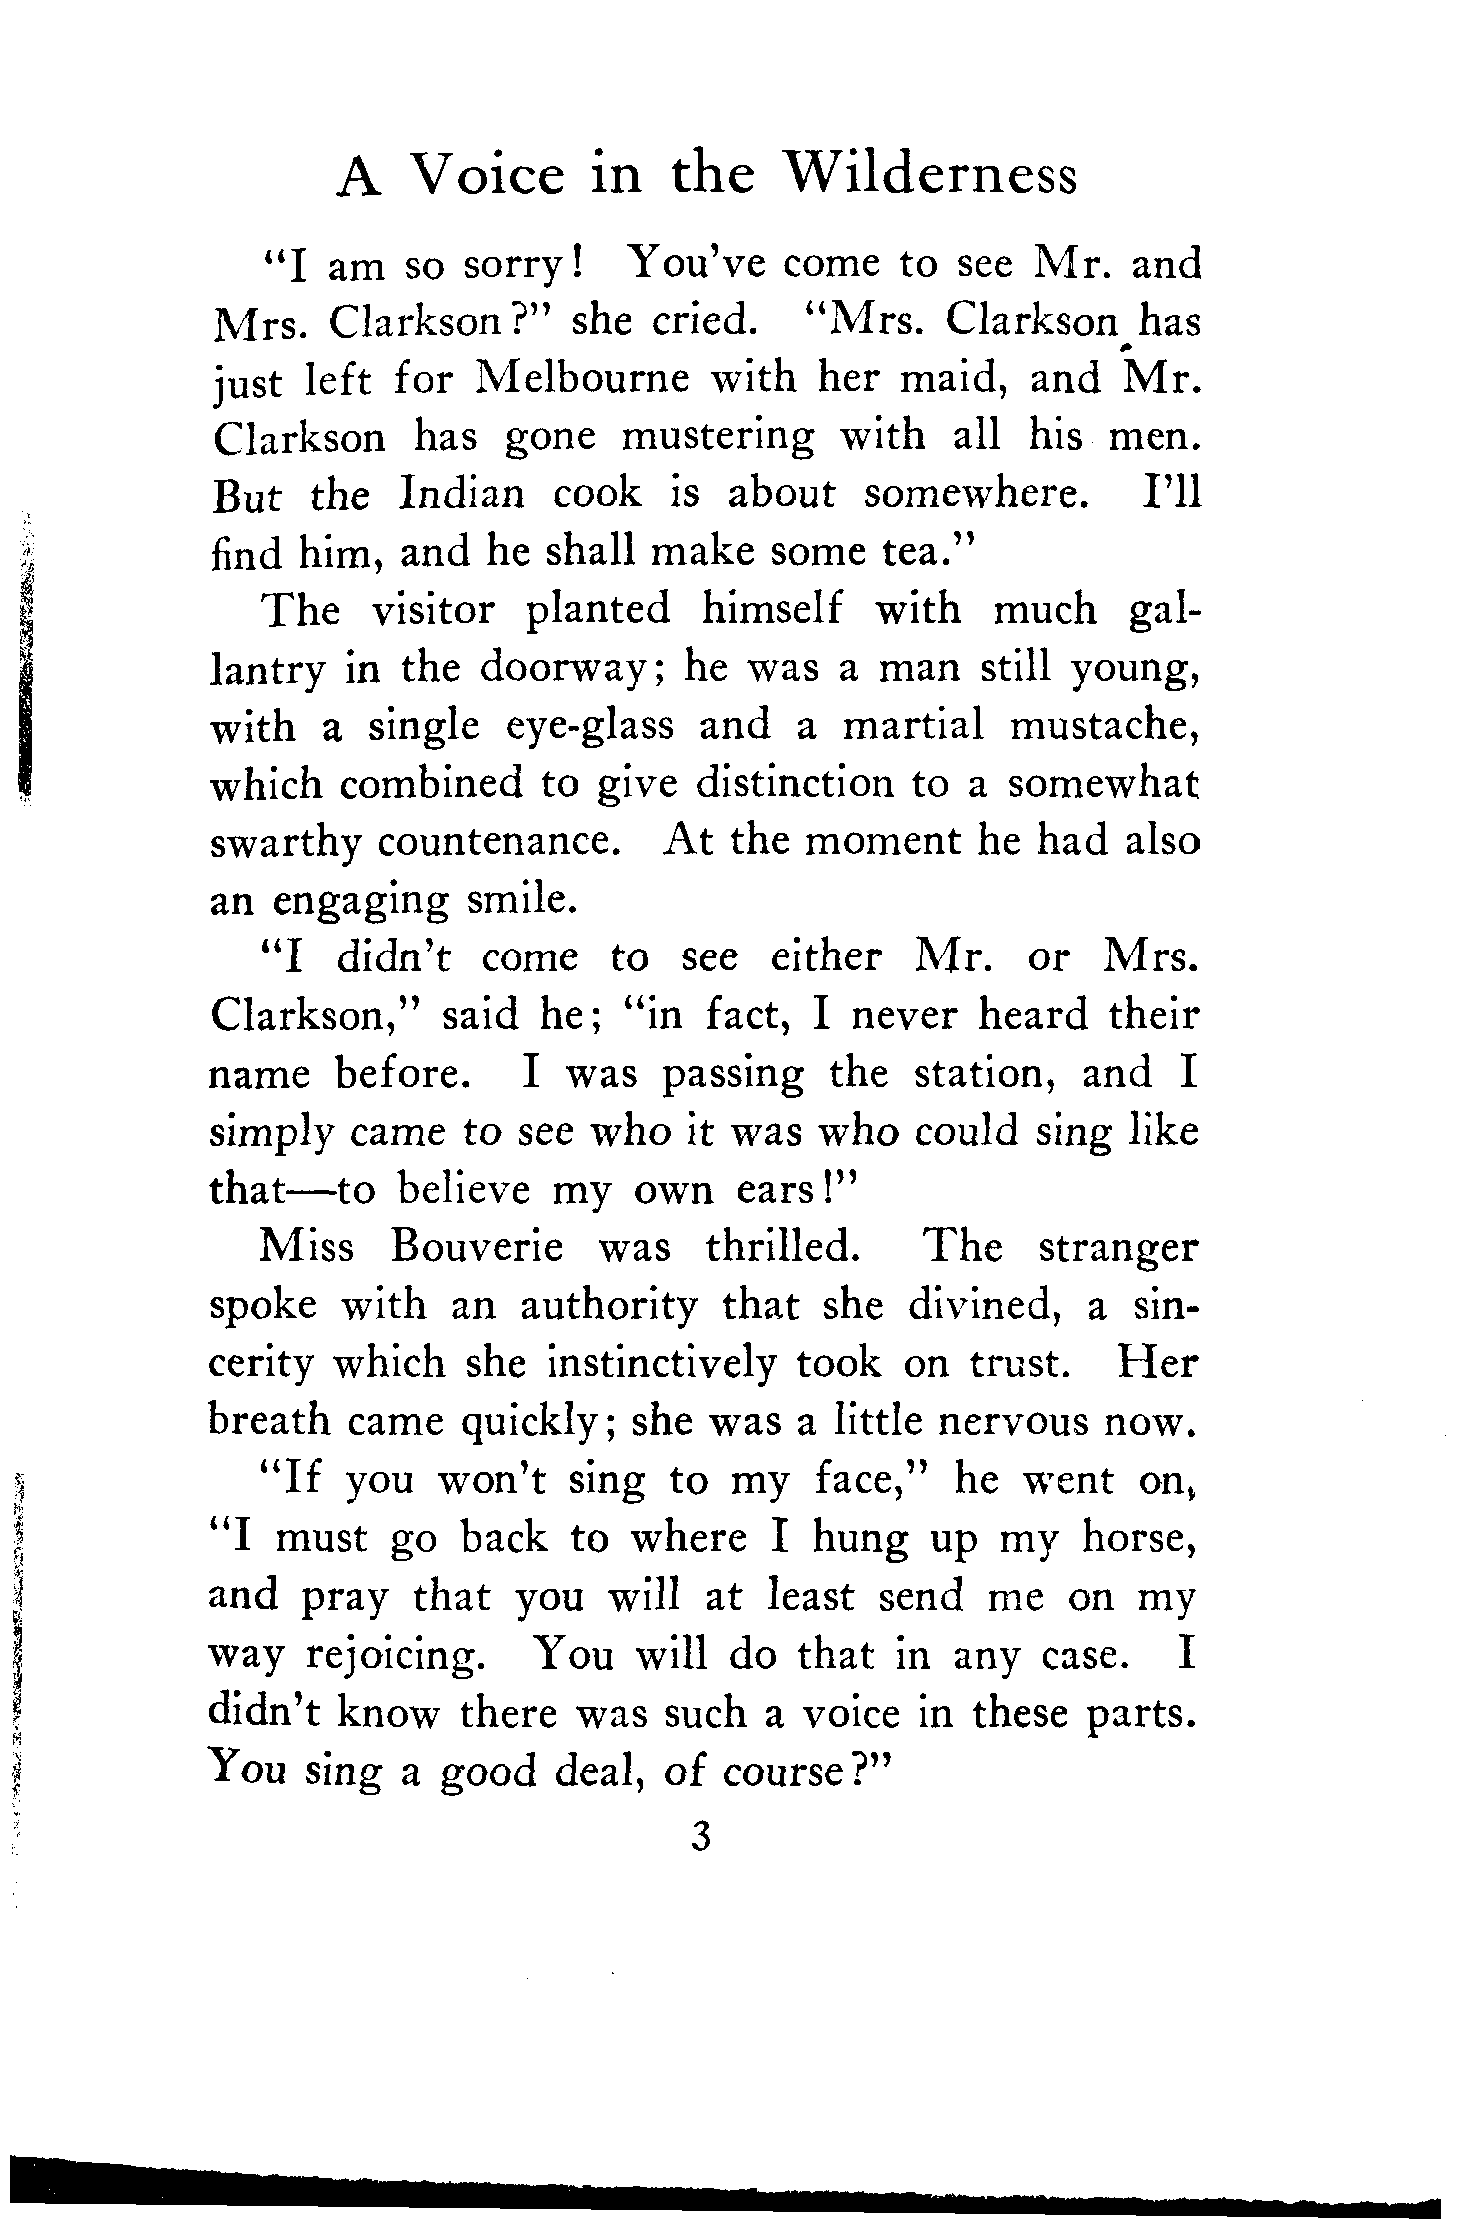 A Voice in the Wilderness
"I am so sorry! You've come to see Mr. and
Mrs. Clarkson?" she cried. "Mrs. Clarkson has
just left for Melbourne with her maid, and Mr.
Clarkson has gone mustering with all his men.
But the Indian cook is about somewhere. I'll
find him, and he shall make some tea."
The visitor planted himself with much gal-
lantry in the doorway; he was a man still young,
with a single eye-glass and a martial mustache,
which combined to give distinction to a somewhat
swarthy countenance. At the moment he had also
an engaging smile.
"I didn't come to see either Mr. or Mrs.
Clarkson," said he; "in fact, I never heard their
name before. I was passing the station, and I
simply came to see who it was who could sing like
that—to believe my own ears!"
Miss Bouverie was thrilled. The stranger
spoke with an authority that she divined, a sin-
cerity which she instinctively took on trust. Her
breath came quickly; she was a little nervous now.
"If you won't sing to my face," he went on,
"I must go back to where I hung up my horse,
and pray that you will at least send me on my
way rejoicing. You will do that in any case. I
didn't know there was such a voice in these parts.
You sing a good deal, of course?"
3